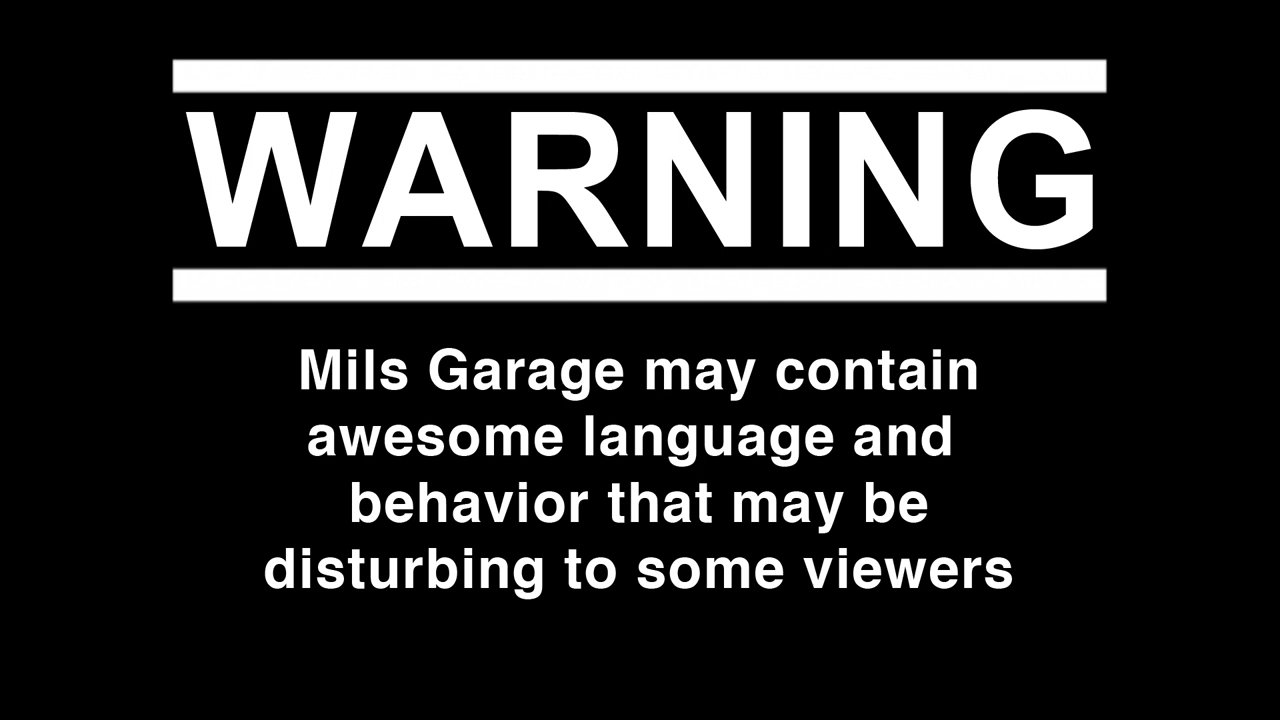 WARNING
Mils Garage may contain
awesome language and
behavior that may be
disturbing to some viewers